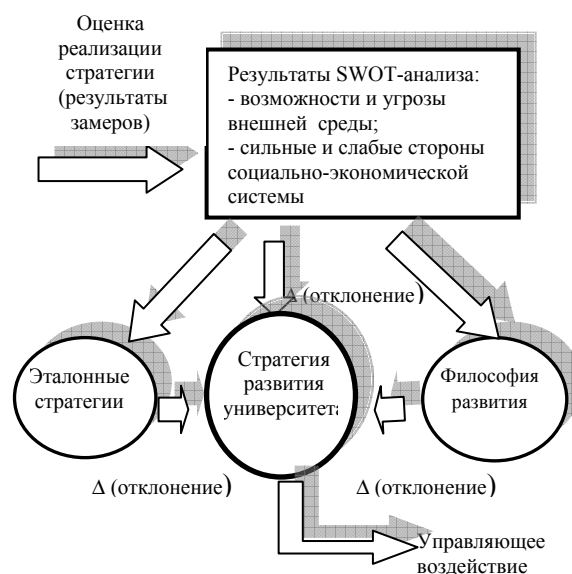 Оценка
реализации
стратегии
(результаты
замеров)
Результаты SWOT-анализа:
- возможности и угрозы
внешней среды;
- сильные и слабые стороны
социально-экономической
системы
Δ (отклонение)
Эталонные
стратегии
Стратегия
развития
университета
Философия
развития
Δ (отклонение)
Δ (отклонение)
Управляющее
воздействие